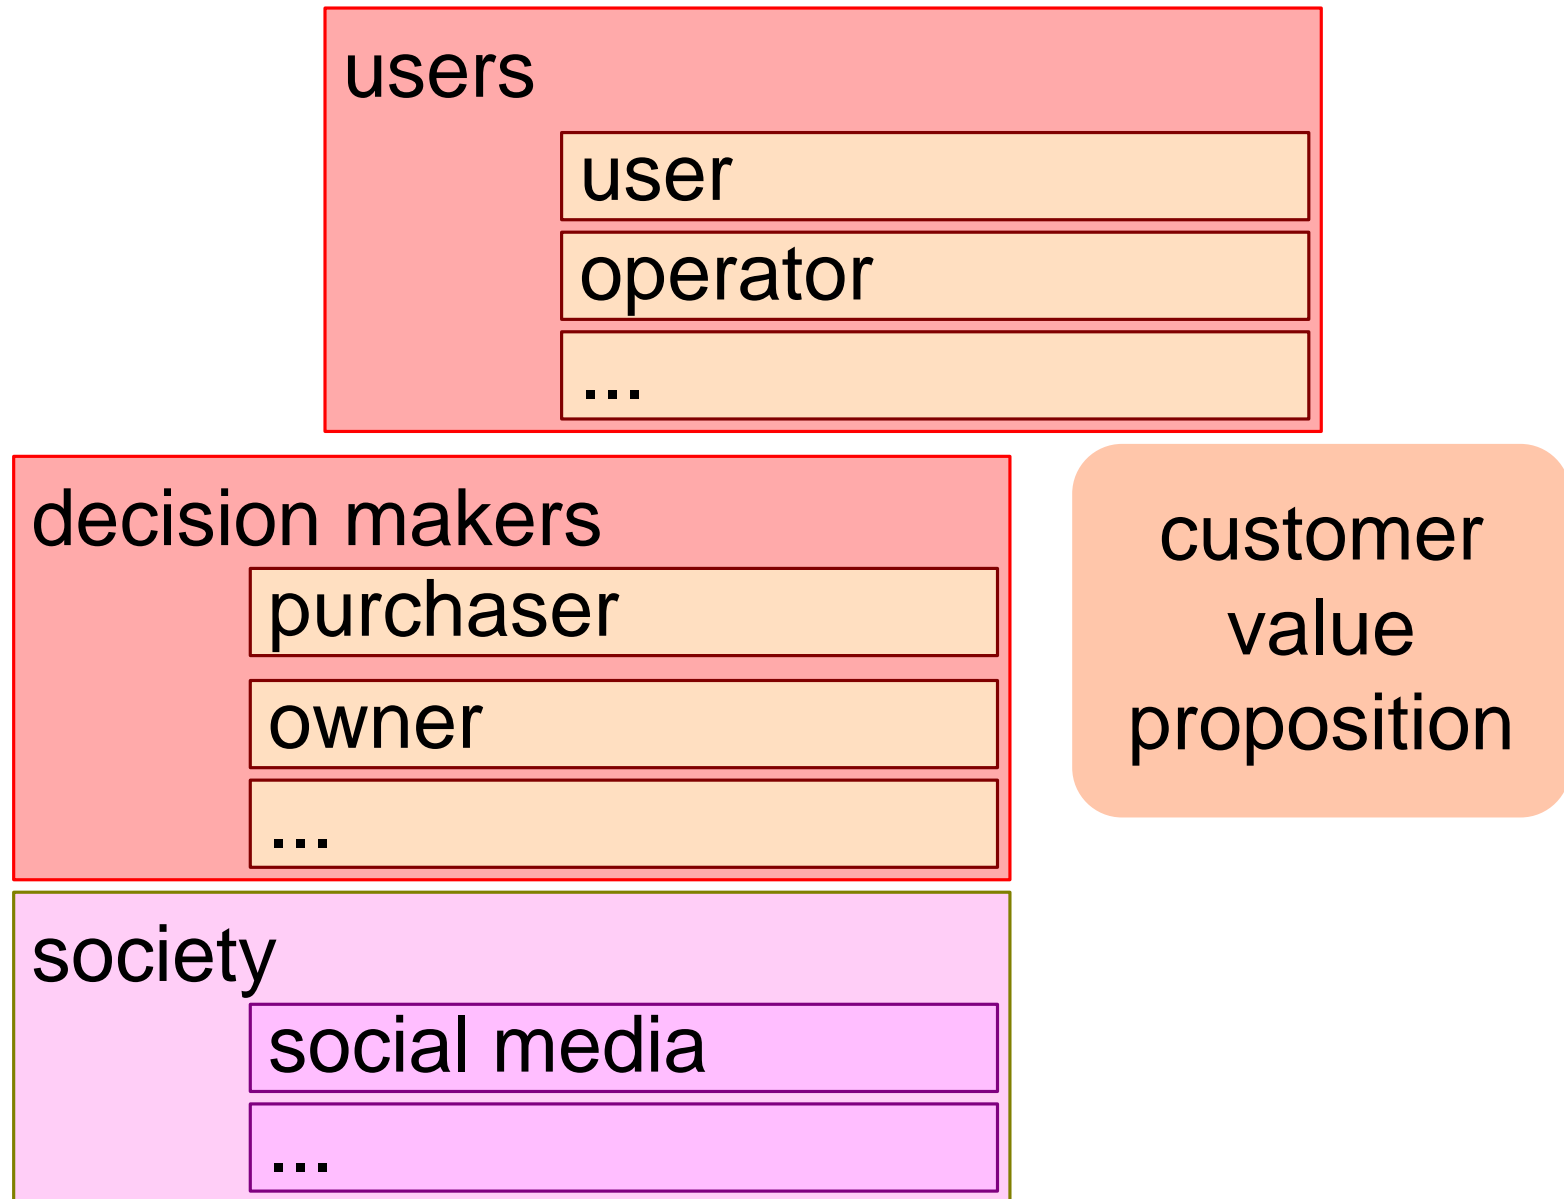 users
user
operator
...
decision makers
purchaser
owner
...
customer
value
proposition
society
social media
...